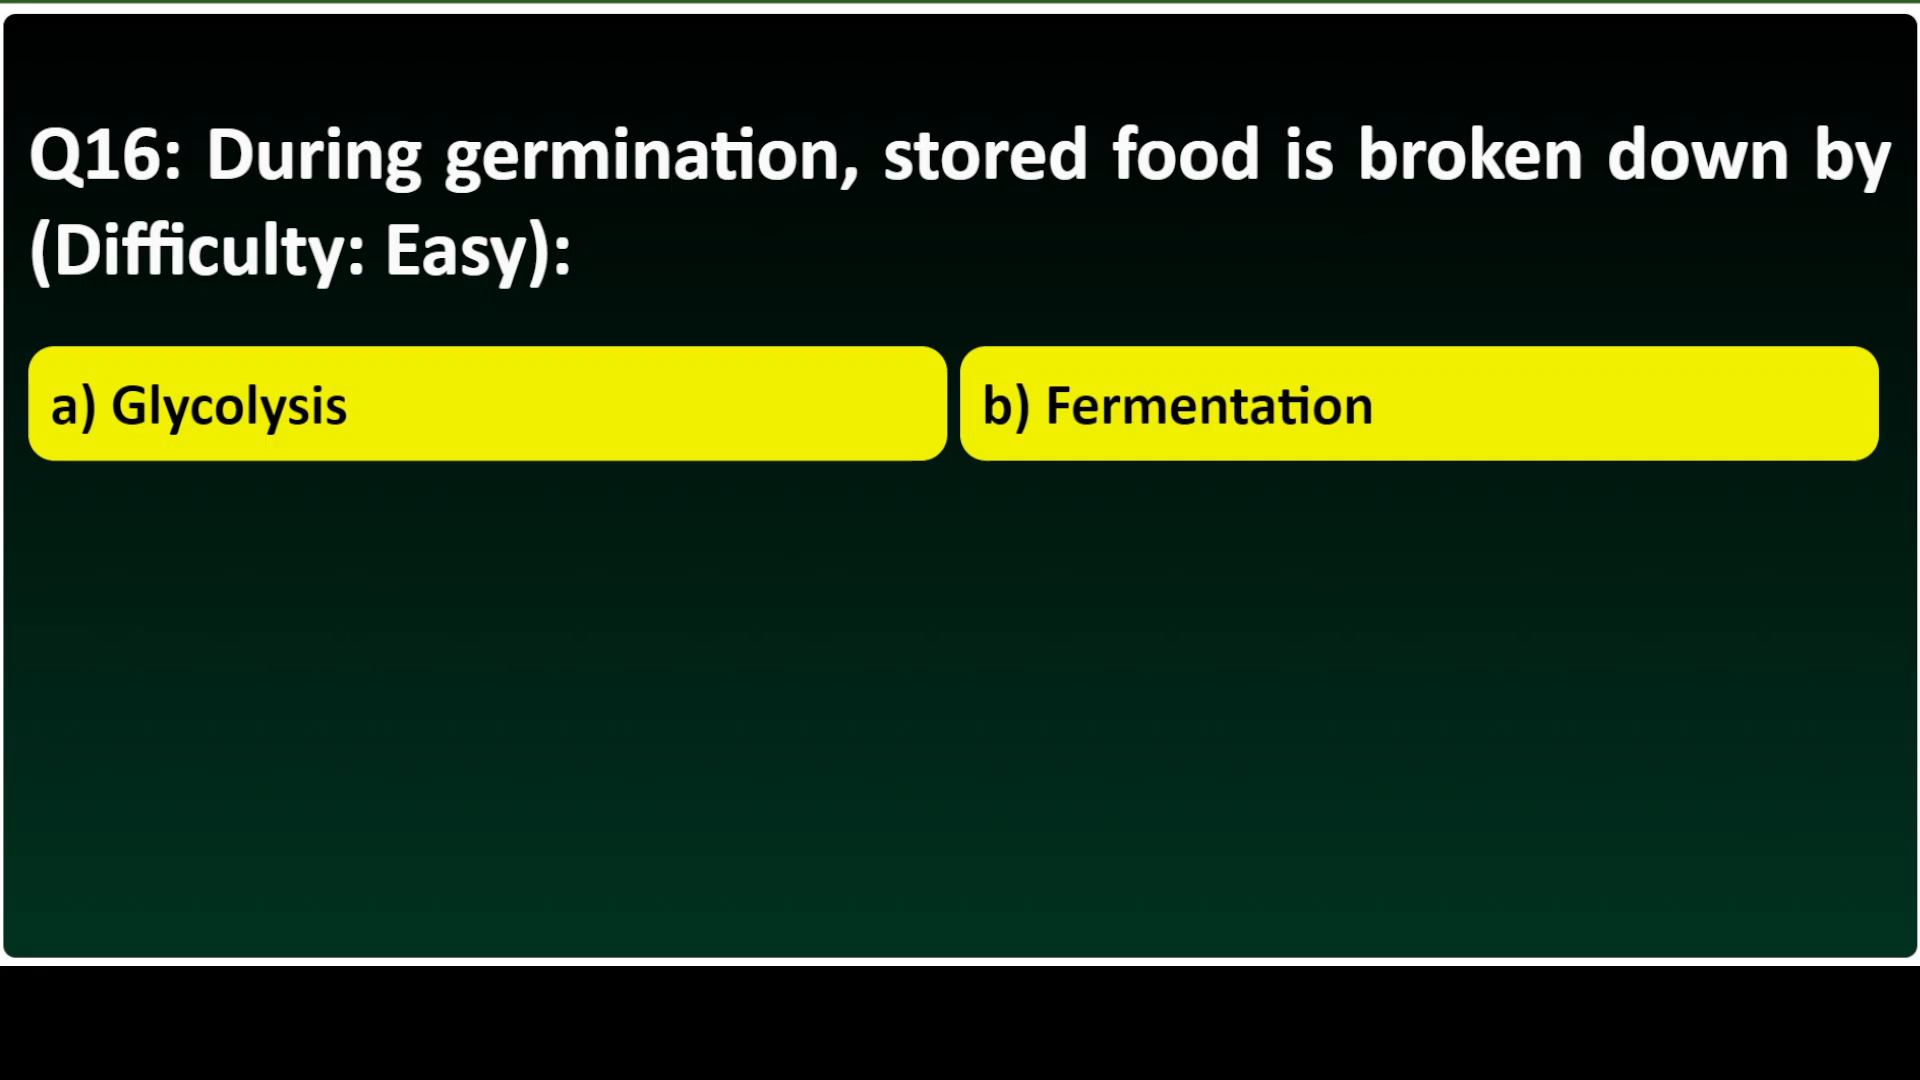 Q16: During germination, stored food is broken down by
(Difficulty: Easy):
a) Glycolysis
b) Fermentation